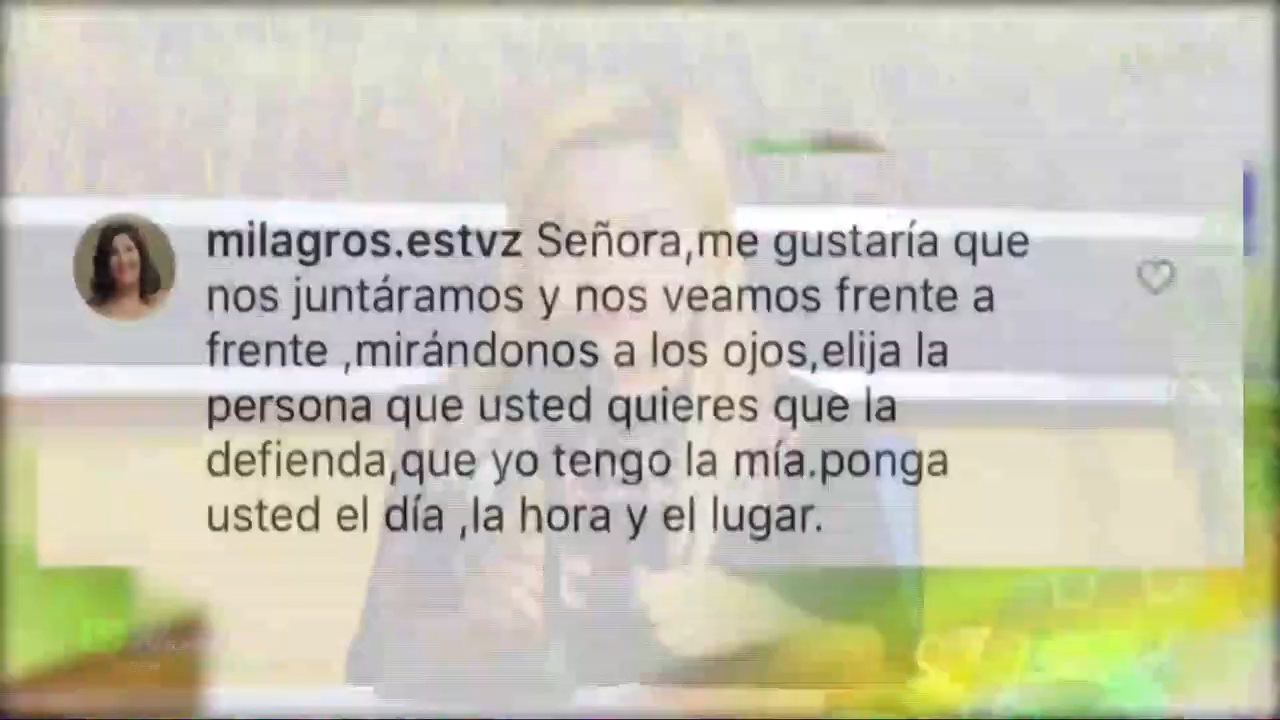 milagros.estvz Señora,me gustaría que
nos juntáramos y nos veamos frente a
frente ,mirándonos a los ojos,elija la
persona que usted quieres que la
defienda,que yo tengo la mía.ponga
usted el día ,la hora y el lugar.